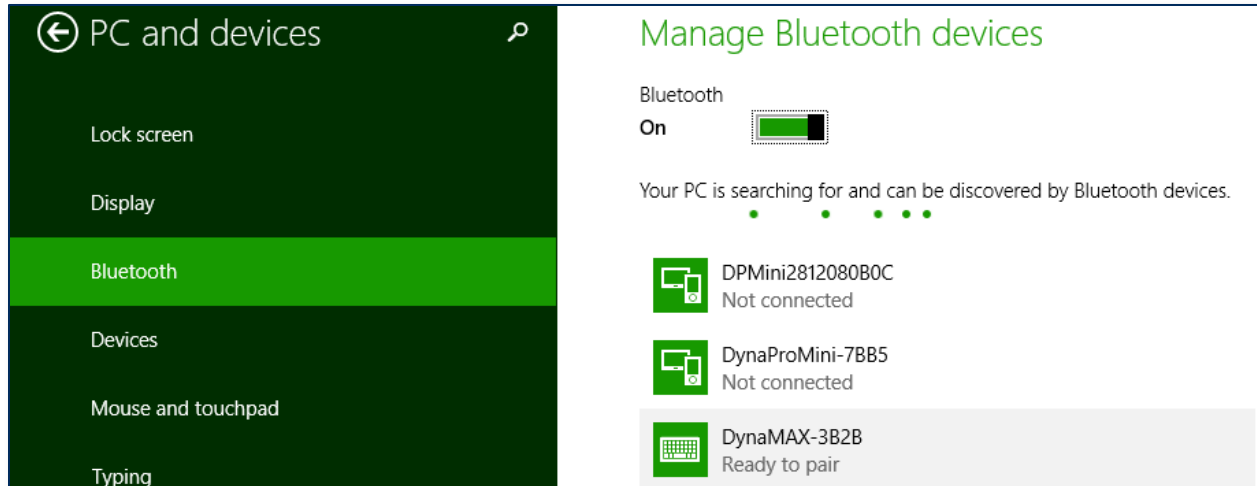 PC and devices
Lock screen
Display
Bluetooth
Devices
Mouse and touchpad
Typing
Manage Bluetooth devices
Bluetooth
On
Your PC is searching for and can be discovered by Bluetooth devices.
DPMini2812080B0C
Not connected
DynaProMini-7BB5
Not connected
DynaMAX-3B2B
Ready to pair